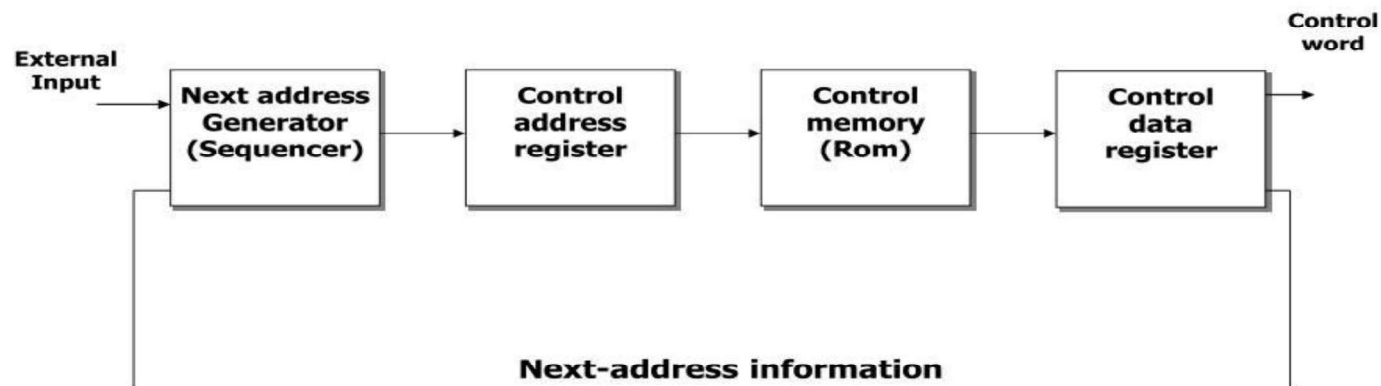 External
Input
Next address
Generator
(Sequencer)
Control
address
register
Control
memory
(Rom)
Control
data
register
Control
word
Next-address information